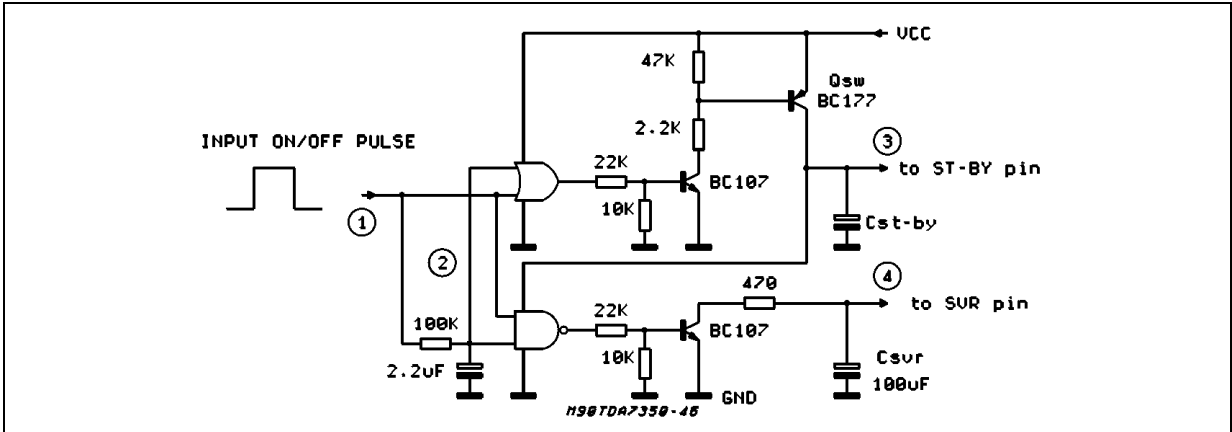 VCC
47K
Qsw
BC177
2.2K
INPUT ON/OFF PULSE
3
to ST-BY pin
22K
BC107
10K
1
Cst-by
2
4
470
to SVR pin
100K
22K
BC107
10K
2.2uF
Csvr
100uF
GND
M90TDA7350-46